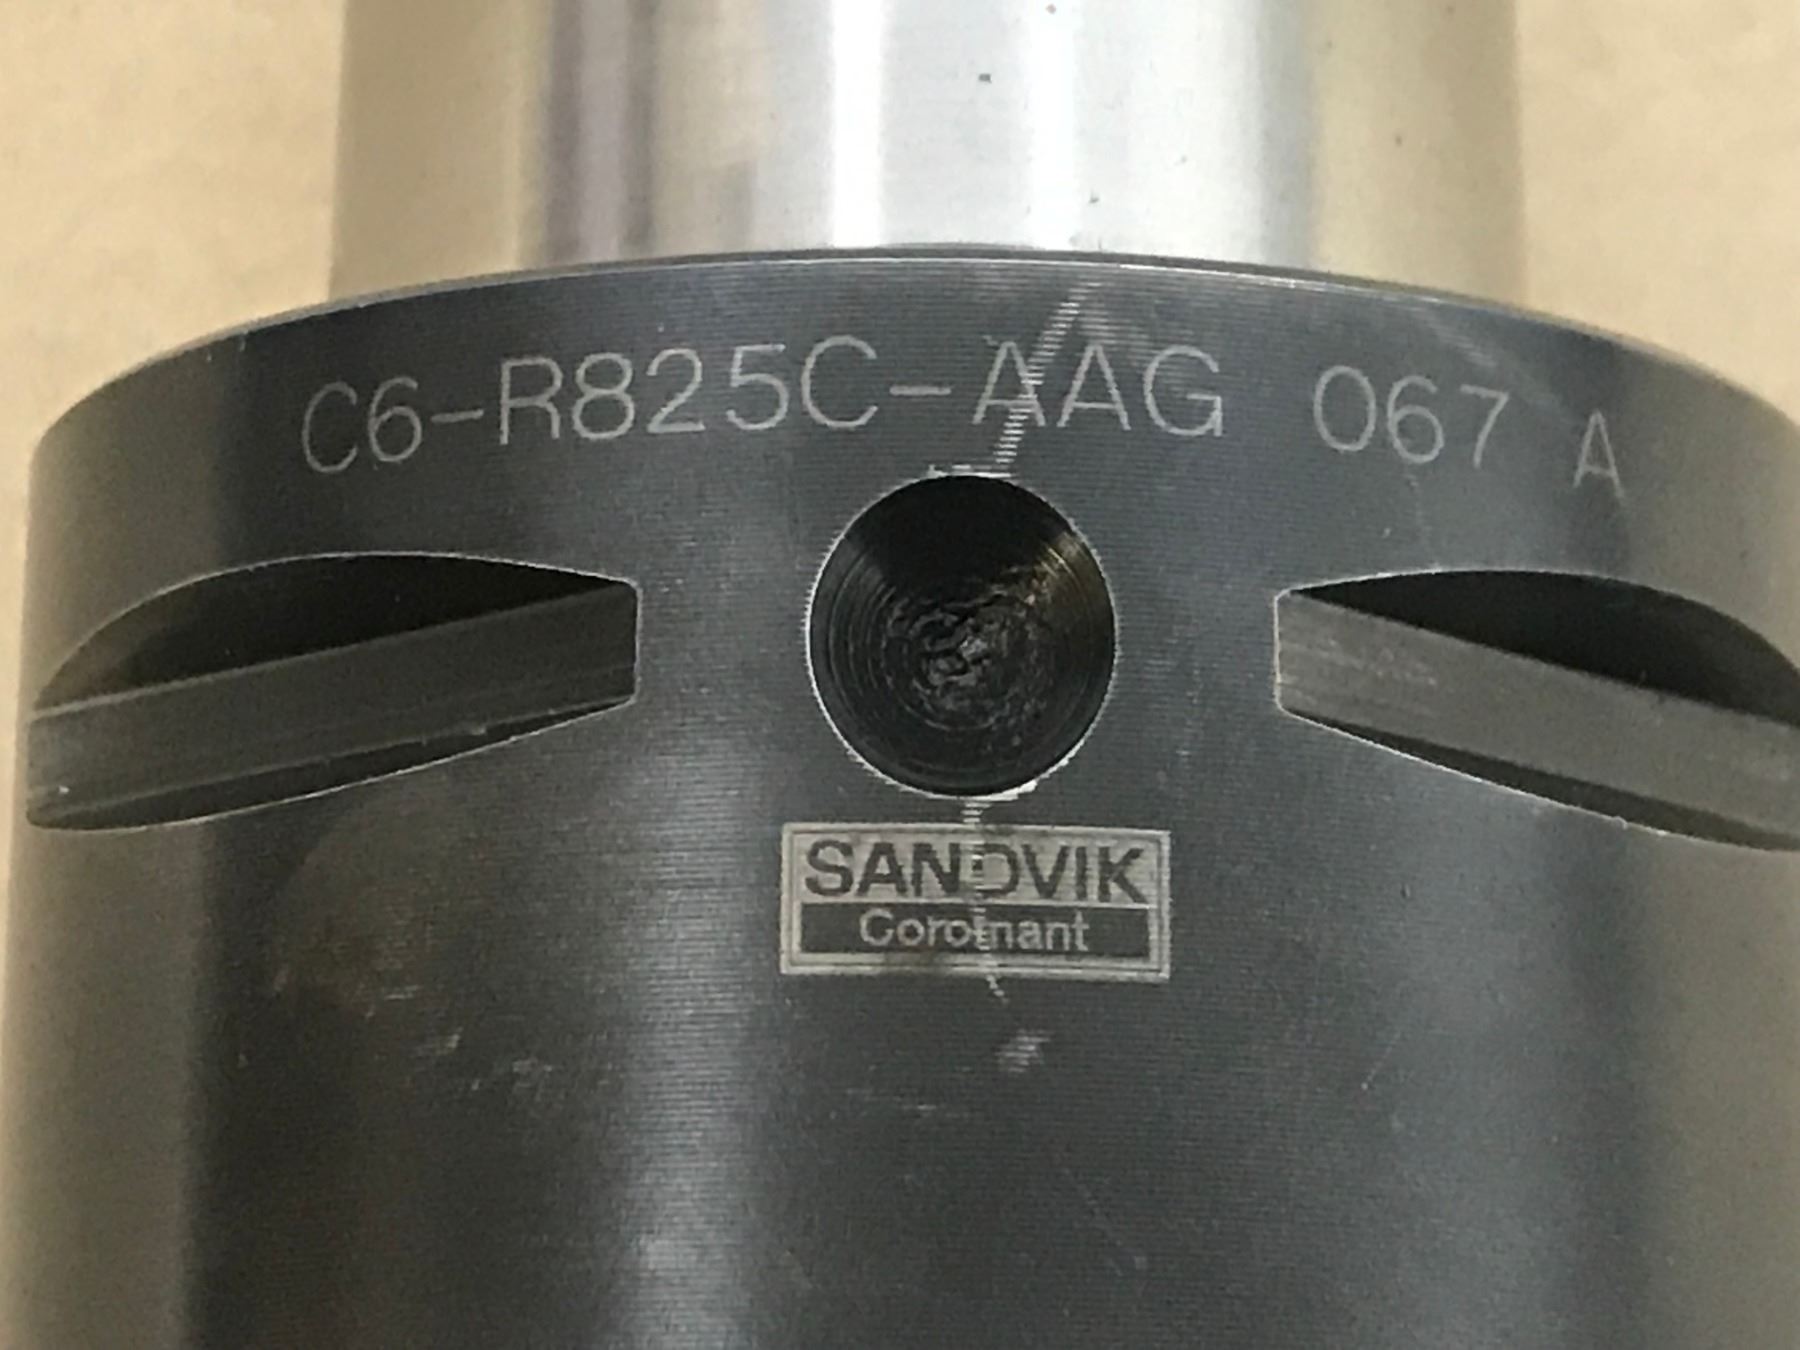 C6-R825C-AAG 067 A
SANDVIK
Coromant